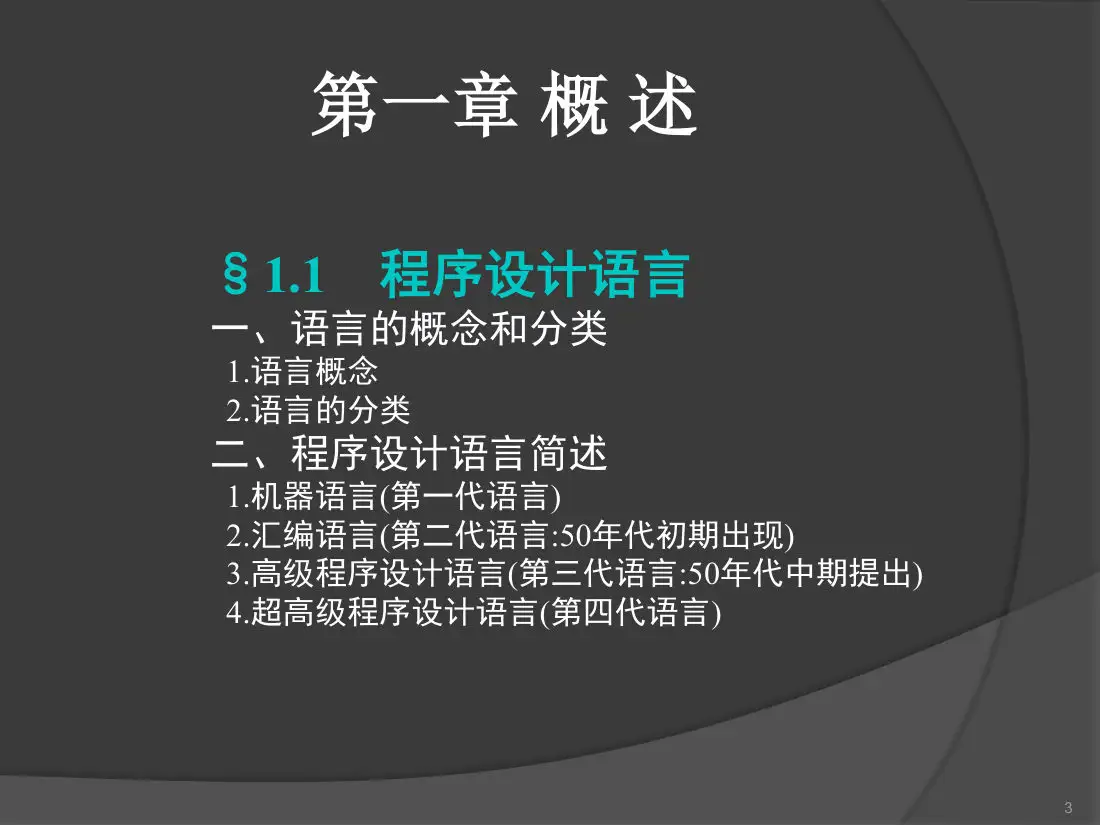 第一章 概 述
§1.1 程序设计语言
一、语言的概念和分类
1.语言概念
2.语言的分类
二、程序设计语言简述
1.机器语言(第一代语言)
2.汇编语言(第二代语言:50年代初期出现)
3.高级程序设计语言(第三代语言:50年代中期提出)
4.超高级程序设计语言(第四代语言)
3